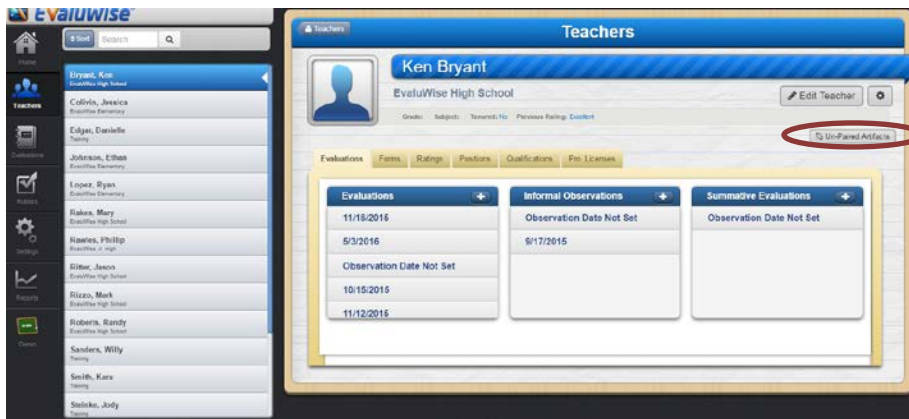 Evaluwise
Home
Teachers
Evaluations
Rubrics
Settings
Reports
Demo
Sort
Search
Bryant, Ken
EvaluWise High School
Colivin, Jessica
EvaluWise Elementary
Edgar, Danielle
Training
Johnson, Ethan
EvaluWise Elementary
Lopez, Ryan
EvaluWise Elementary
Rakes, Mary
EvaluWise High School
Rawles, Phillip
EvaluWise Jr. High
Ritter, Jason
EvaluWise High School
Rizzo, Mark
EvaluWise High School
Roberts, Randy
EvaluWise High School
Sanders, Willy
Training
Smith, Kara
Training
Steinke, Jody
Training
Teachers
Teachers
Ken Bryant
EvaluWise High School
Edit Teacher
Grade: Subject: Tenured: No Previous Rating: Excellent
Un-Paired Artifacts
Evaluations Forms Ratings Positions Qualifications Pro. Licenses
Evaluations
11/16/2015
5/3/2016
Observation Date Not Set
10/15/2015
11/12/2015
Informal Observations
Observation Date Not Set
9/17/2015
Summative Evaluations
Observation Date Not Set